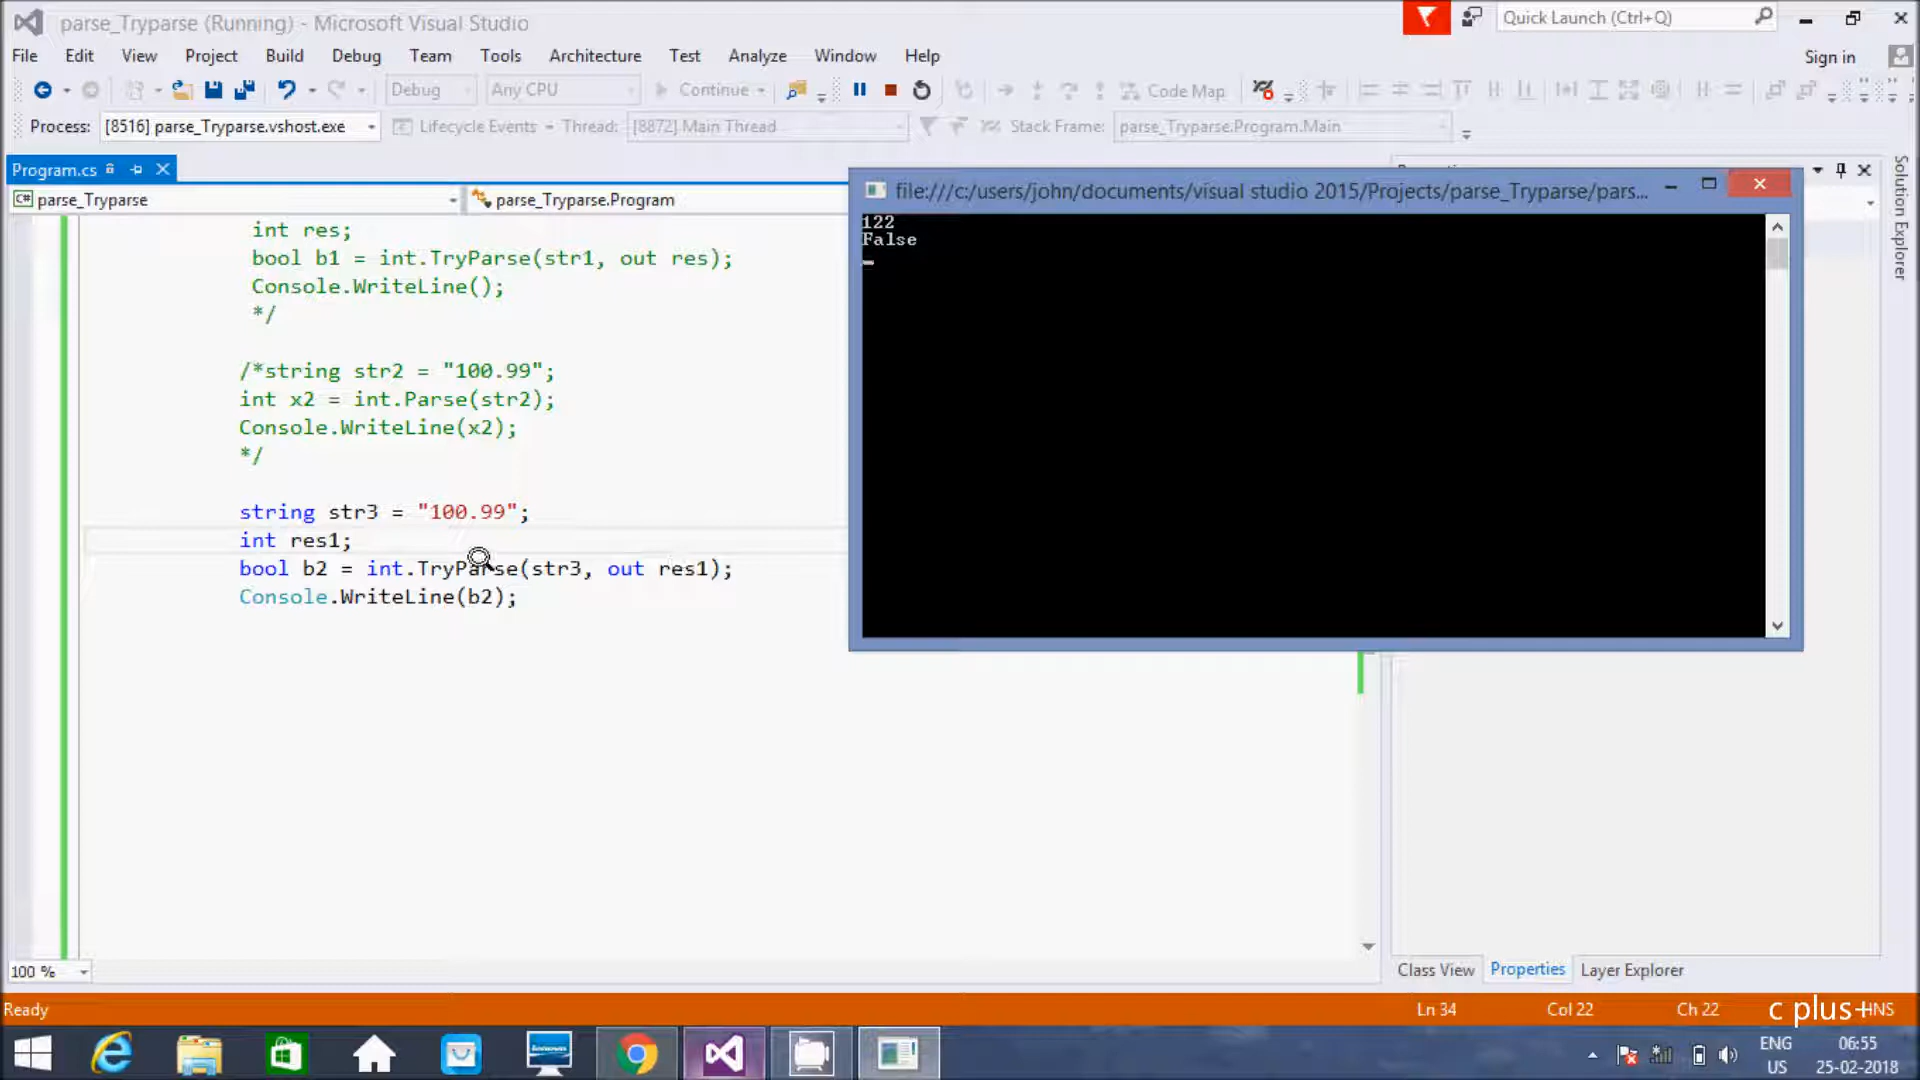 parse_Tryparse (Running) - Microsoft Visual Studio
Quick Launch (Ctrl+Q)
File Edit View Project Build Debug Team Tools Architecture Test Analyze Window Help
Sign in
Debug Any CPU Continue Code Map
Process: [8516] parse_Tryparse.vshost.exe Lifecycle Events Thread: [8872] Main Thread Stack Frame: parse_Tryparse.Program.Main
Program.cs
C# parse_Tryparse parse_Tryparse.Program
int res;
bool b1 = int.TryParse(str1, out res);
Console.WriteLine();
*/
/*string str2 = "100.99";
int x2 = int.Parse(str2);
Console.WriteLine(x2);
*/
string str3 = "100.99";
int res1;
bool b2 = int.TryParse(str3, out res1);
Console.WriteLine(b2);
file:///c:/users/john/documents/visual studio 2015/Projects/parse_Tryparse/pars...
122
False
Solution Explorer
100 %
Class View Properties Layer Explorer
Ready
Ln 34 Col 22 Ch 22
c plus+
ENG
US
06:55
25-02-2018